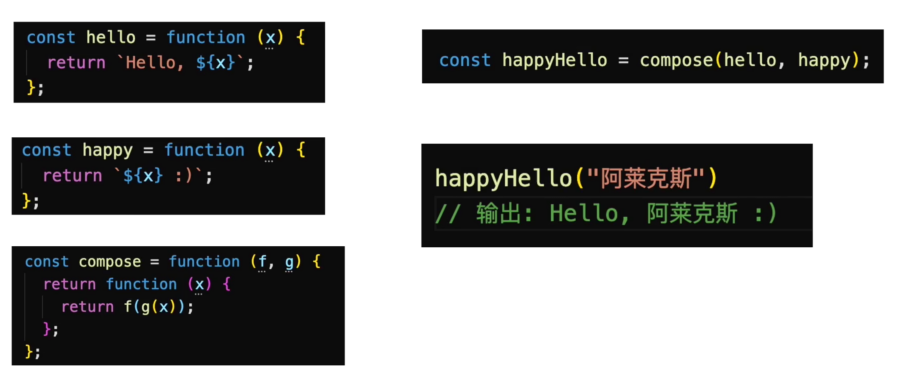 const hello = function (x) {
  return `Hello, ${x}`;
};
const happy = function (x) {
  return `${x} :)`;
};
const compose = function (f, g) {
  return function (x) {
    return f(g(x));
  };
};
const happyHello = compose(hello, happy);
happyHello("阿莱克斯")
// 输出: Hello, 阿莱克斯 :)